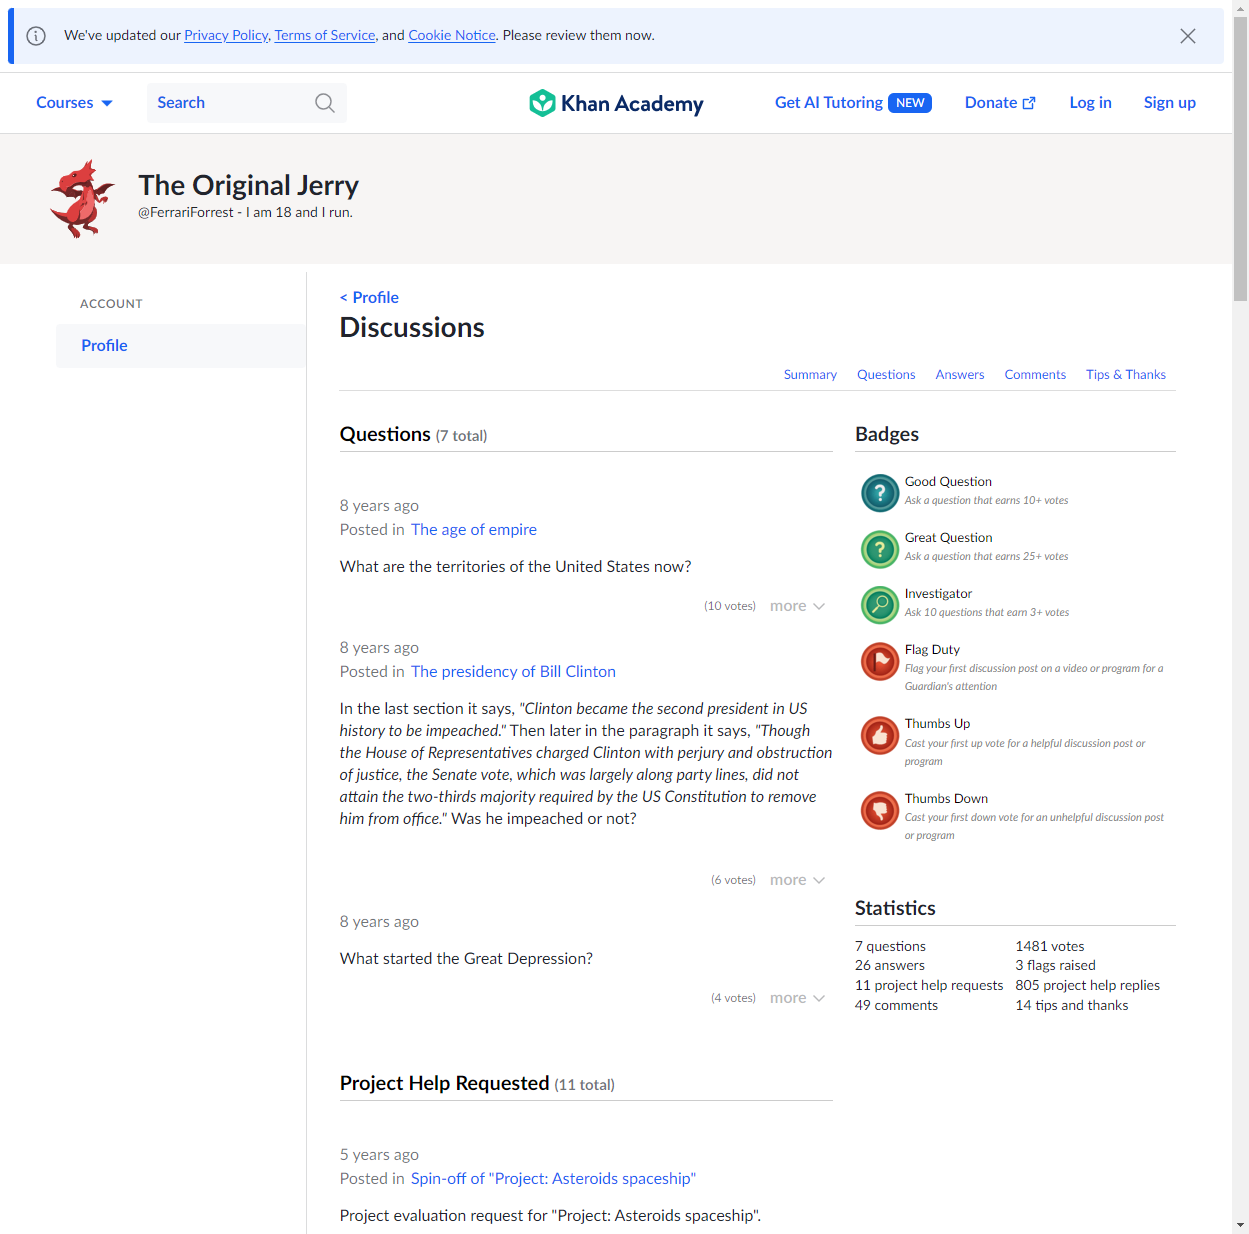 We've updated our Privacy Policy, Terms of Service, and Cookie Notice. Please review them now.
Courses
Search
Khan Academy
Get AI Tutoring NEW
Donate
Log in
Sign up
The Original Jerry
@FerrariForrest - I am 18 and I run.
ACCOUNT
Profile
< Profile
Discussions
Summary
Questions
Answers
Comments
Tips & Thanks
Questions (7 total)
8 years ago
Posted in The age of empire
What are the territories of the United States now?
(10 votes) more
8 years ago
Posted in The presidency of Bill Clinton
In the last section it says, "Clinton became the second president in US
history to be impeached." Then later in the paragraph it says, "Though
the House of Representatives charged Clinton with perjury and obstruction
of justice, the Senate vote, which was largely along party lines, did not
attain the two-thirds majority required by the US Constitution to remove
him from office." Was he impeached or not?
(6 votes) more
8 years ago
What started the Great Depression?
(4 votes) more
Project Help Requested (11 total)
5 years ago
Posted in Spin-off of "Project: Asteroids spaceship"
Project evaluation request for "Project: Asteroids spaceship".
Badges
Good Question
Ask a question that earns 10+ votes
Great Question
Ask a question that earns 25+ votes
Investigator
Ask 10 questions that earn 3+ votes
Flag Duty
Flag your first discussion post on a video or program for a
Guardian's attention
Thumbs Up
Cast your first up vote for a helpful discussion post or
program
Thumbs Down
Cast your first down vote for an unhelpful discussion post
or program
Statistics
7 questions
1481 votes
26 answers
3 flags raised
11 project help requests
805 project help replies
49 comments
14 tips and thanks